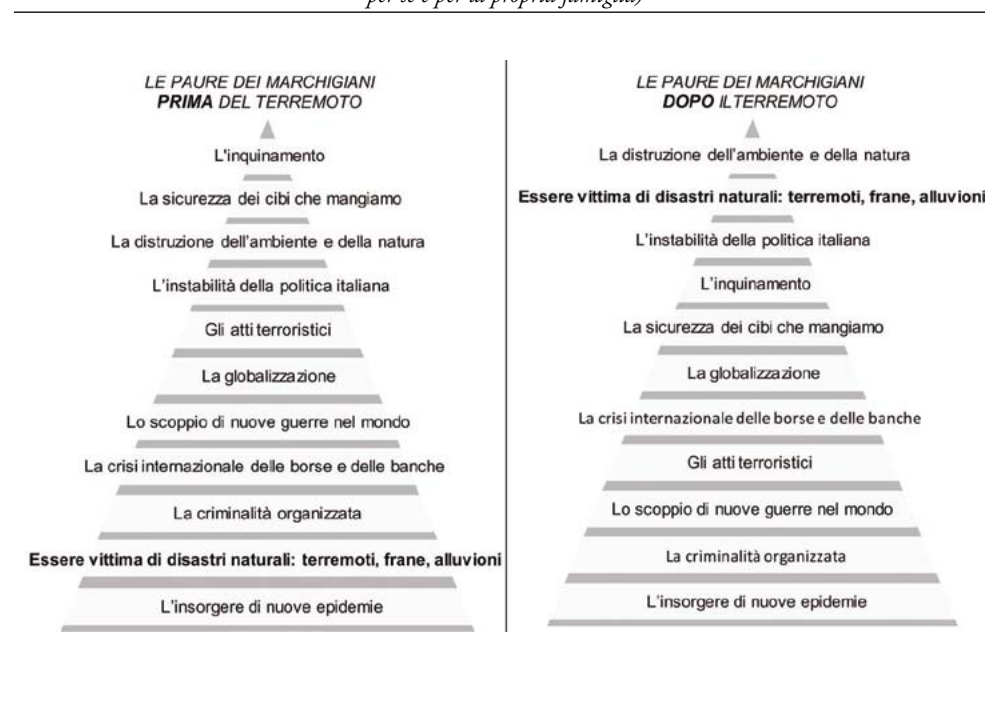 per sé e per la propria famiglia)
LE PAURE DEI MARCHIGIANI
PRIMA DEL TERREMOTO
L'inquinamento
La sicurezza dei cibi che mangiamo
La distruzione dell'ambiente e della natura
L'instabilità della politica italiana
Gli atti terroristici
La globalizzazione
Lo scoppio di nuove guerre nel mondo
La crisi internazionale delle borse e delle banche
La criminalità organizzata
Essere vittima di disastri naturali: terremoti, frane, alluvioni
L'insorgere di nuove epidemie
LE PAURE DEI MARCHIGIANI
DOPO IL TERREMOTO
La distruzione dell'ambiente e della natura
Essere vittima di disastri naturali: terremoti, frane, alluvioni
L'instabilità della politica italiana
L'inquinamento
La sicurezza dei cibi che mangiamo
La globalizzazione
La crisi internazionale delle borse e delle banche
Gli atti terroristici
Lo scoppio di nuove guerre nel mondo
La criminalità organizzata
L'insorgere di nuove epidemie